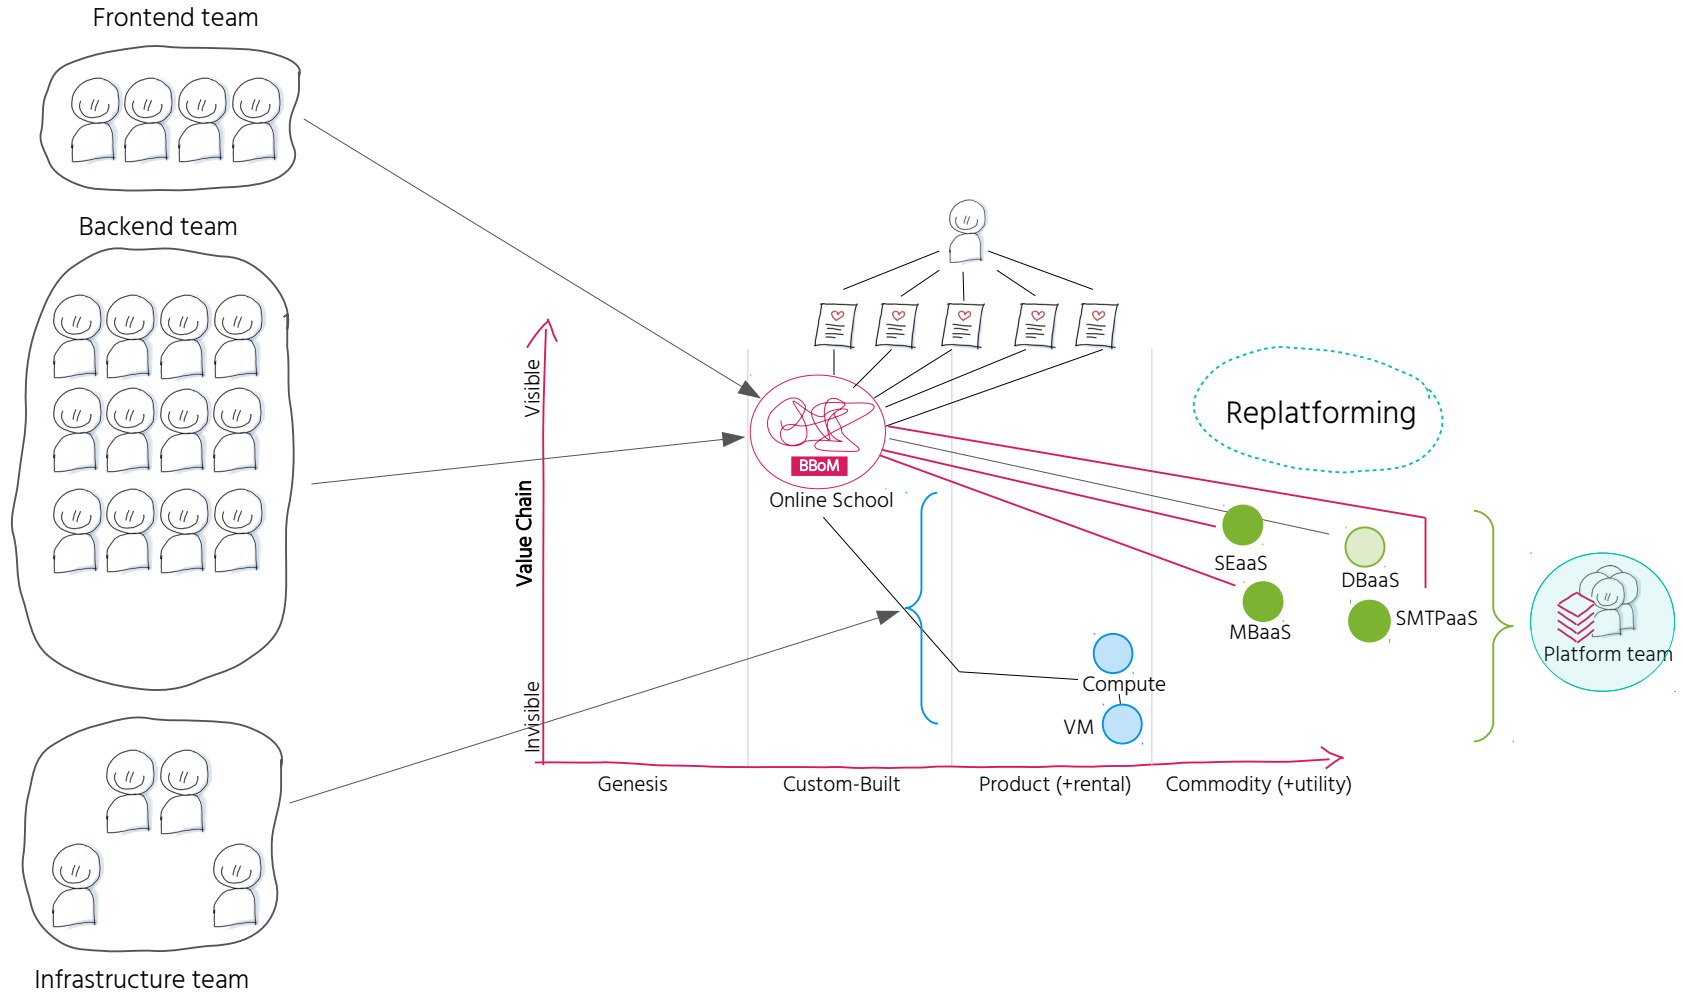 Frontend team
Backend team
Infrastructure team
Value Chain
Visible
Invisible
BBoM
Online School
Replatforming
SEaaS
DBaaS
MBaaS
SMTPaaS
Platform team
Compute
VM
Genesis
Custom-Built
Product (+rental)
Commodity (+utility)